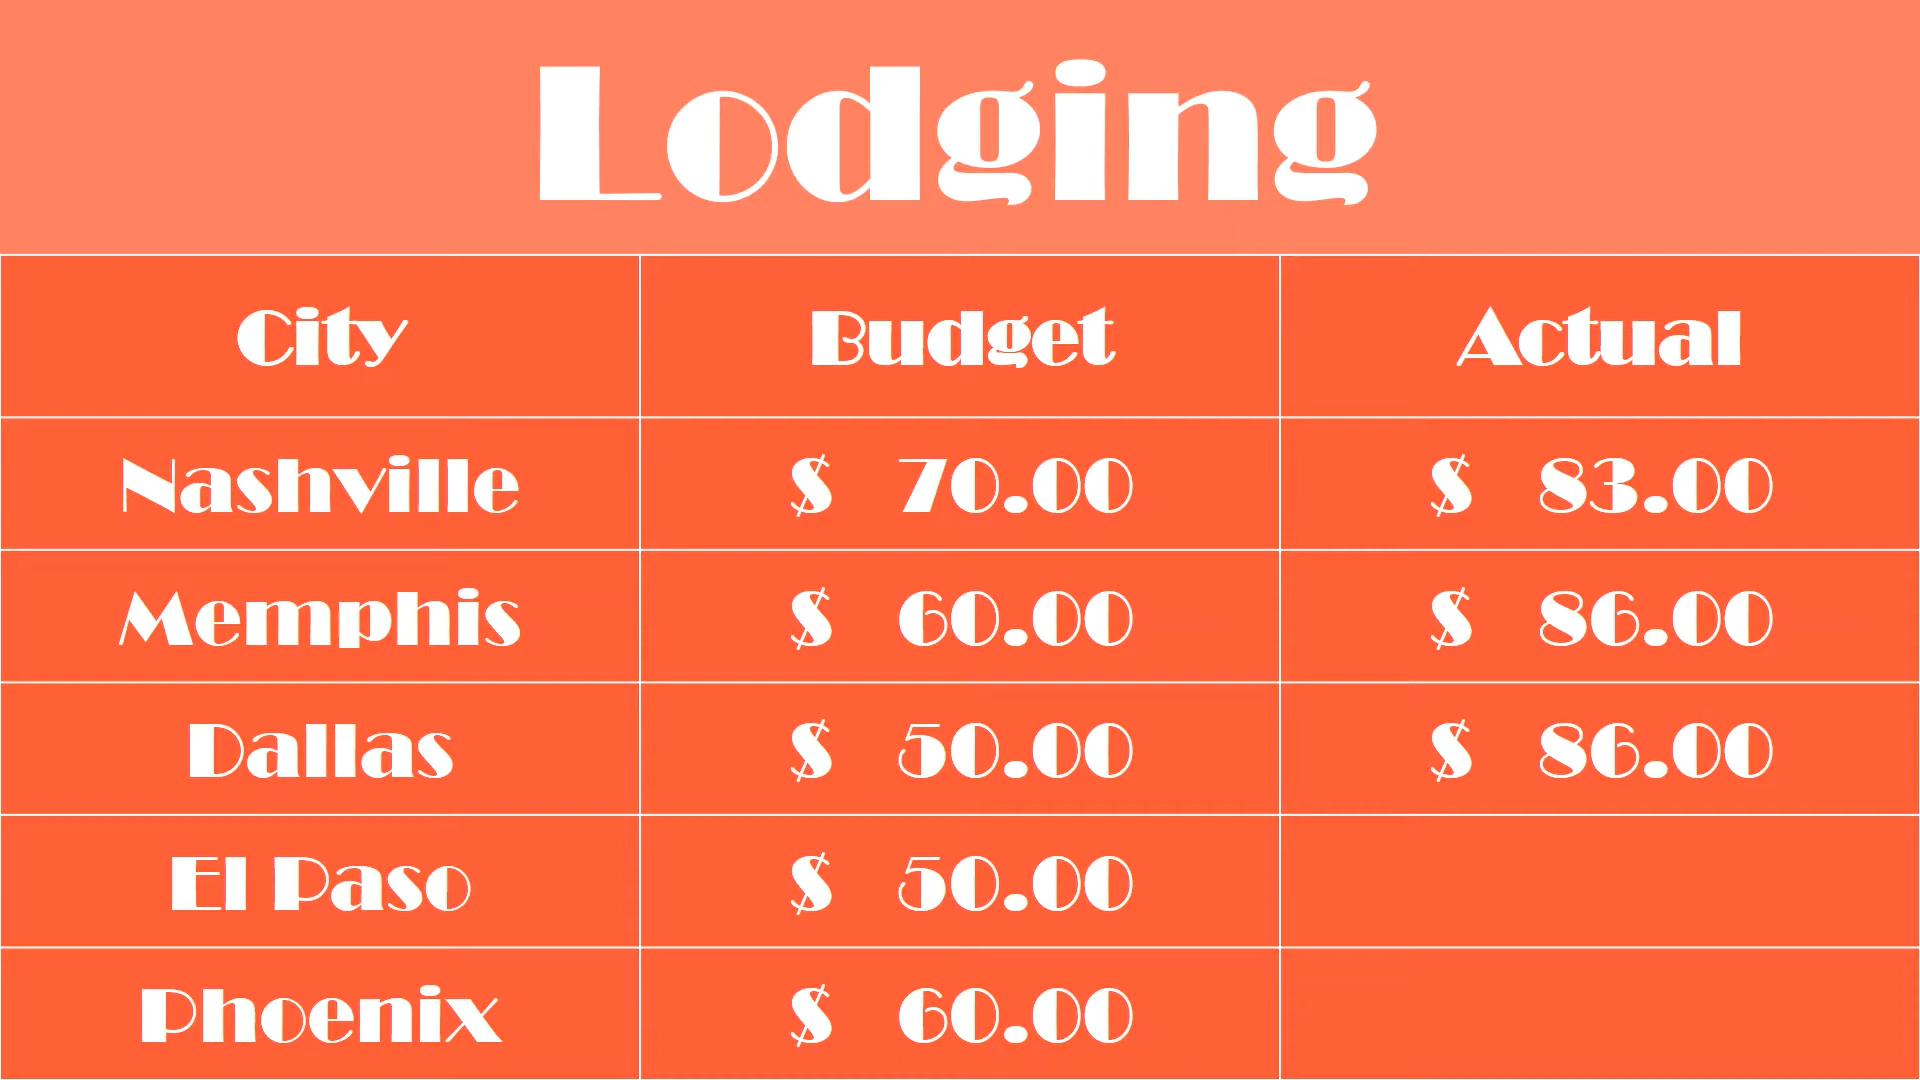 Lodging
City Budget Actual
Nashville $ 70.00 $ 83.00
Memphis $ 60.00 $ 86.00
Dallas $ 50.00 $ 86.00
El Paso $ 50.00
Phoenix $ 60.00